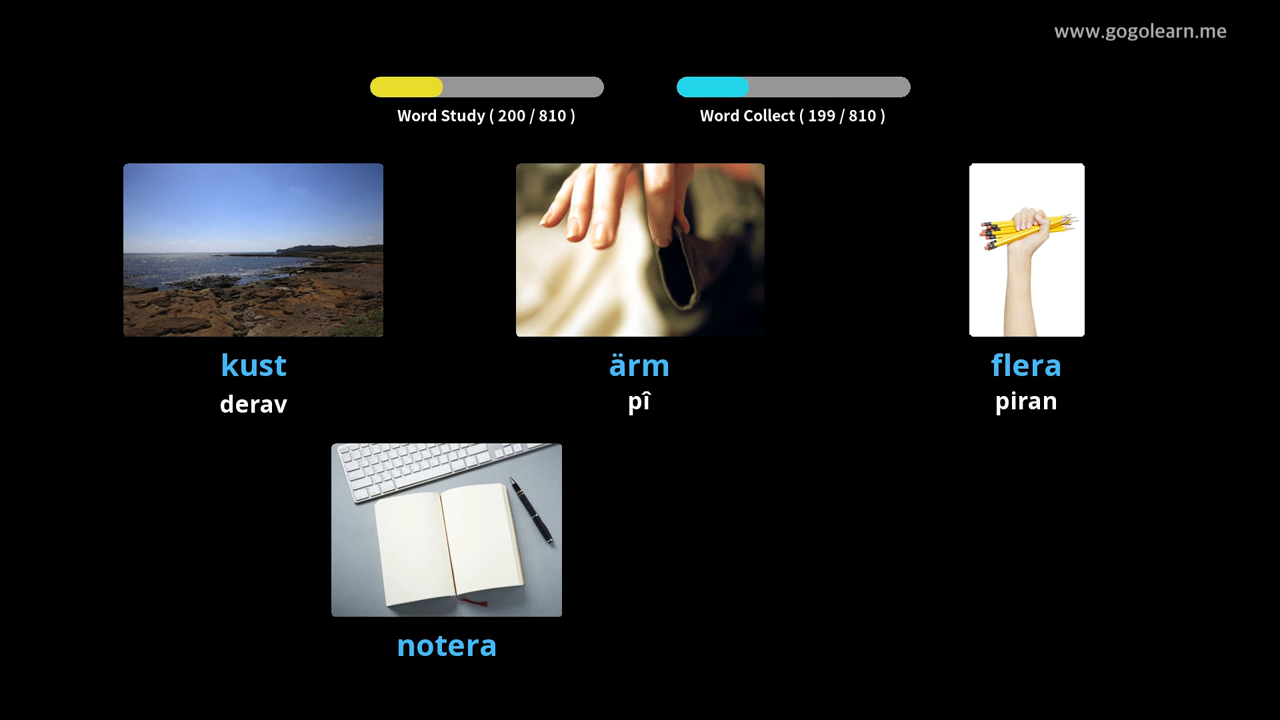 www.gogolearn.me
Word Study ( 200 / 810 )
Word Collect ( 199 / 810 )
kust
derav
ärm
pî
flera
piran
notera